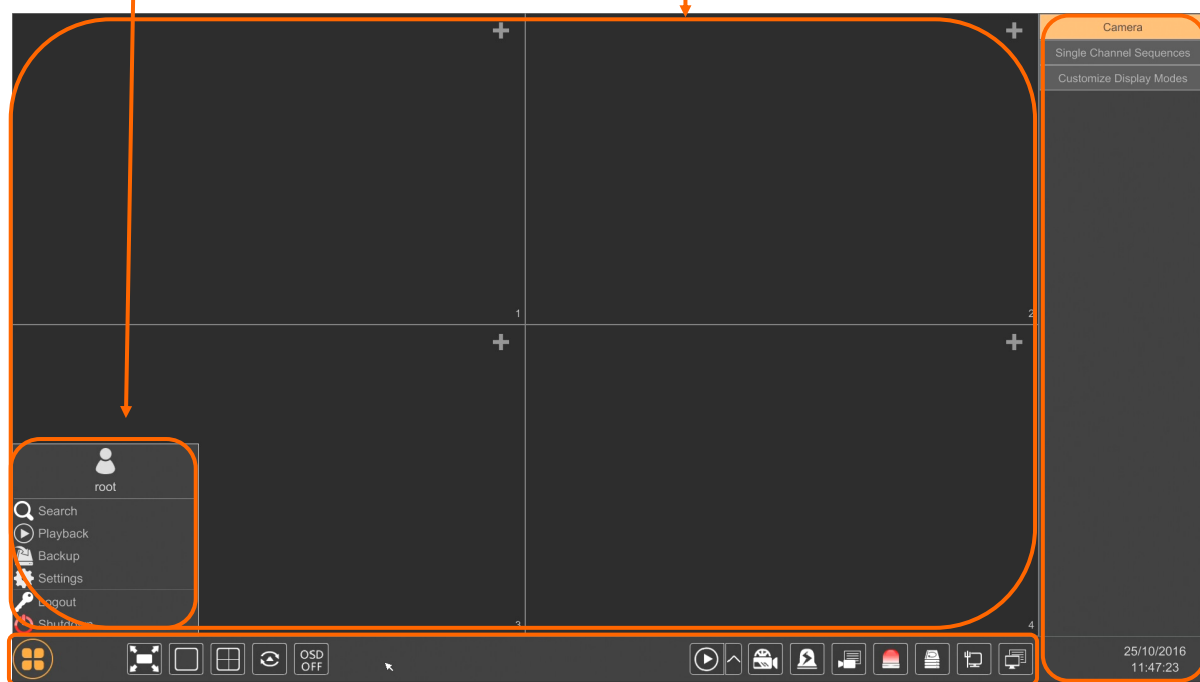 Camera
Single Channel Sequences
Customize Display Modes
1
2
root
Search
Playback
Backup
Settings
Logout
Shutdown
3
4
OSD
OFF
25/10/2016
11:47:23